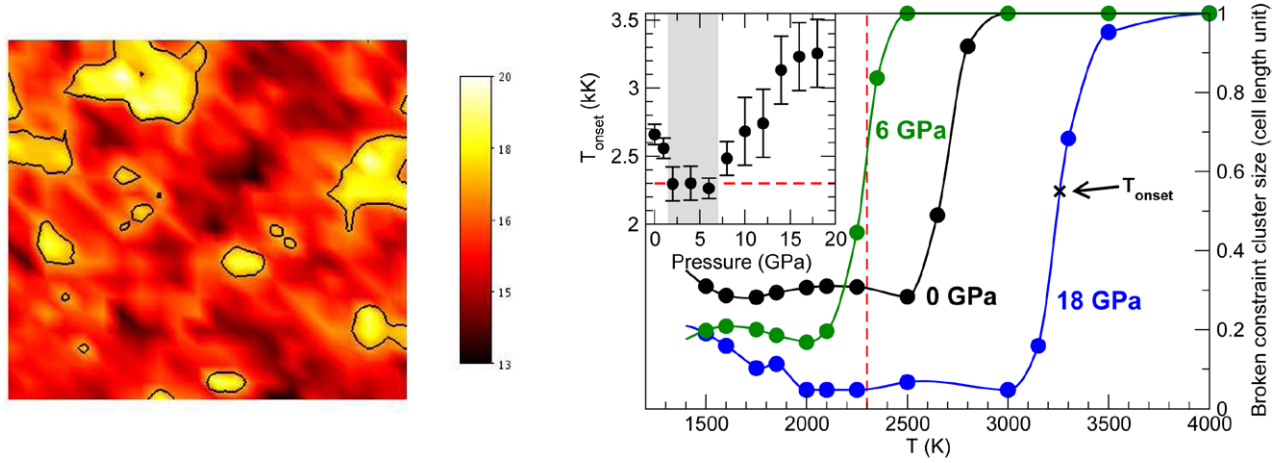 20
19
18
16
15
14
13
3.5
3
2.5
2
T_onset (kK)
0 5 10 15 20
Pressure (GPa)
6 GPa
0 GPa
18 GPa
T_onset
1
0.8
0.6
0.4
0.2
0
Broken constraint cluster size (cell length unit)
1500 2000 2500 3000 3500 4000
T (K)